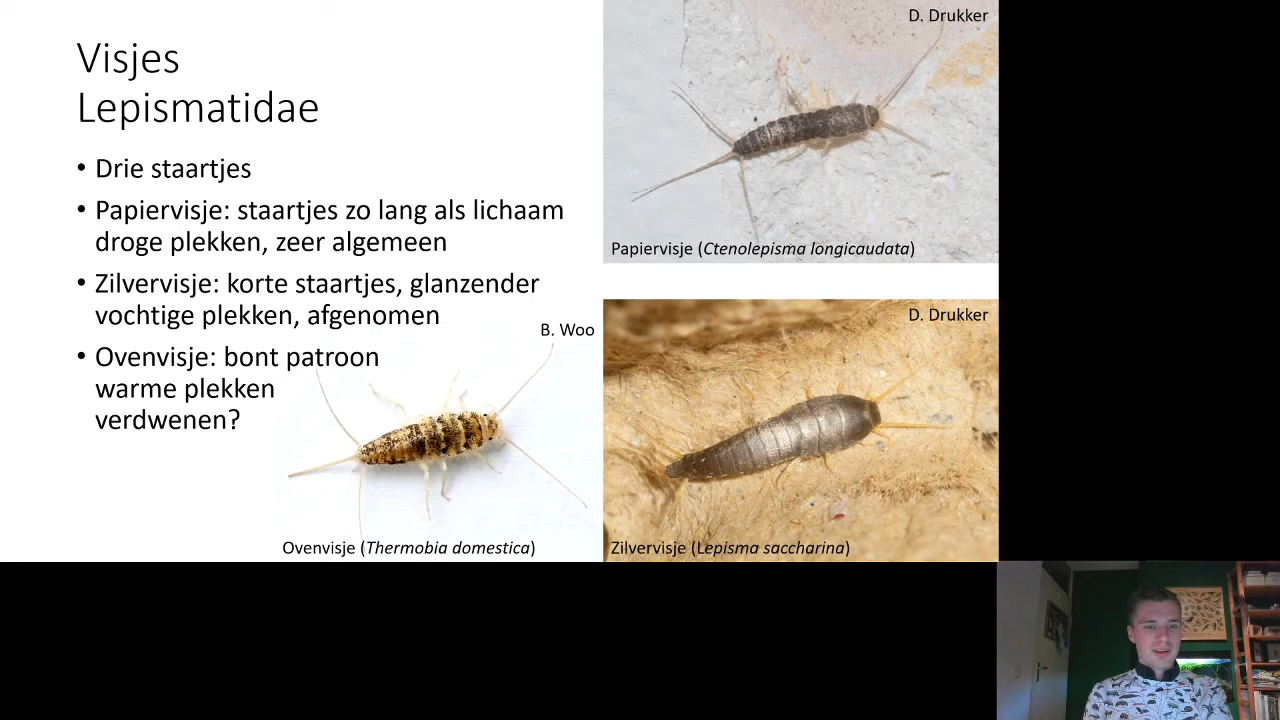 Visjes
Lepismatidae
• Drie staartjes
• Papiervisje: staartjes zo lang als lichaam
droge plekken, zeer algemeen
• Zilvervisje: korte staartjes, glanzender
vochtige plekken, afgenomen
• Ovenvisje: bont patroon
warme plekken
verdwenen?
B. Woo
Ovenvisje (Thermobia domestica)
D. Drukker
Papiervisje (Ctenolepisma longicaudata)
D. Drukker
Zilvervisje (Lepisma saccharina)